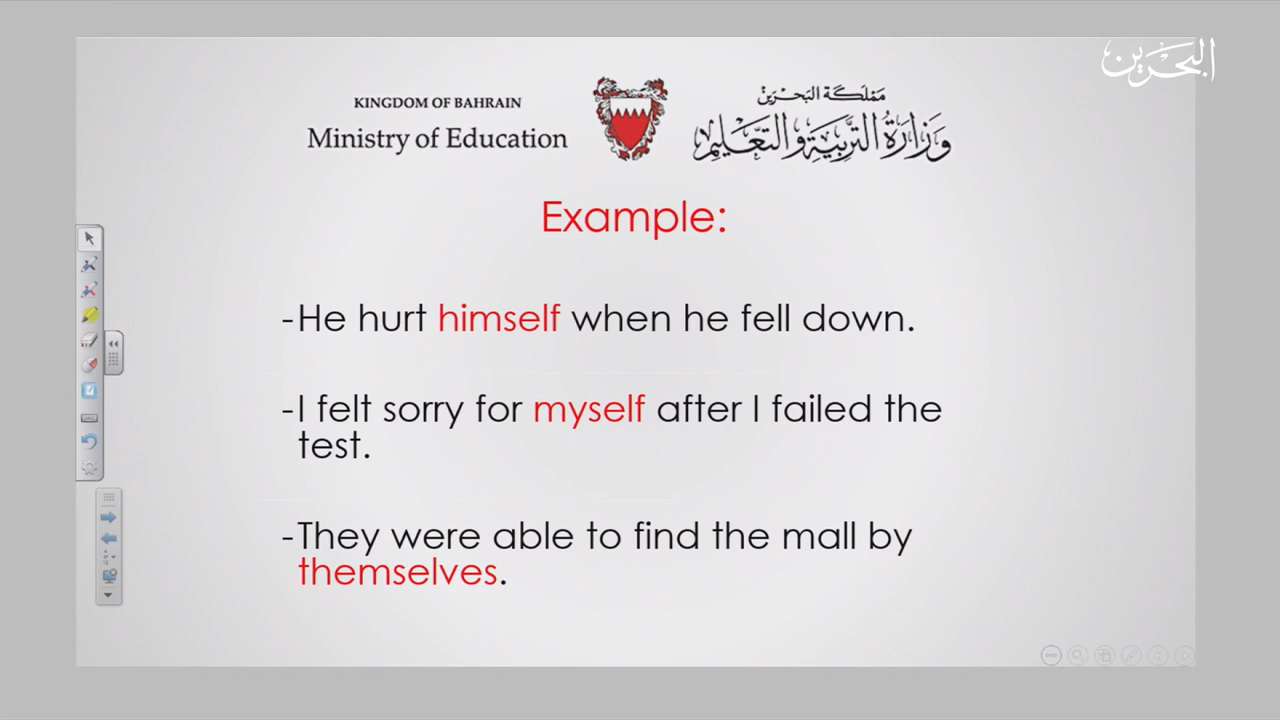 البحرين
KINGDOM OF BAHRAIN
Ministry of Education
مملكة البحرين
وزارة التربية والتعليم
Example:
-He hurt himself when he fell down.
-I felt sorry for myself after I failed the
test.
-They were able to find the mall by
themselves.